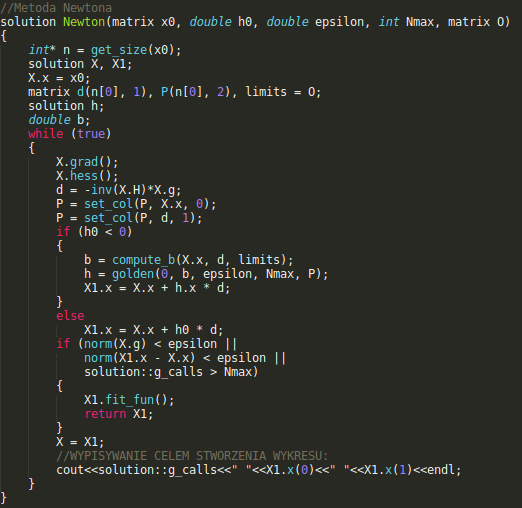 //Metoda Newtona
solution Newton(matrix x0, double h0, double epsilon, int Nmax, matrix O)
{
    int* n = get_size(x0);
    solution X, X1;
    X.x = x0;
    matrix d(n[0], 1), P(n[0], 2), limits = O;
    solution h;
    double b;
    while (true)
    {
        X.grad();
        X.hess();
        d = -inv(X.H)*X.g;
        P = set_col(P, X.x, 0);
        P = set_col(P, d, 1);
        if (h0 < 0)
        {
            b = compute_b(X.x, d, limits);
            h = golden(0, b, epsilon, Nmax, P);
            X1.x = X.x + h.x * d;
        }
        else
            X1.x = X.x + h0 * d;
        if (norm(X.g) < epsilon ||
            norm(X1.x - X.x) < epsilon ||
            solution::g_calls > Nmax)
        {
            X1.fit_fun();
            return X1;
        }
        X = X1;
        //WYPISYWANIE CELEM STWORZENIA WYKRESU:
        cout<<solution::g_calls<<" "<<X1.x(0)<<" "<<X1.x(1)<<endl;
    }
}